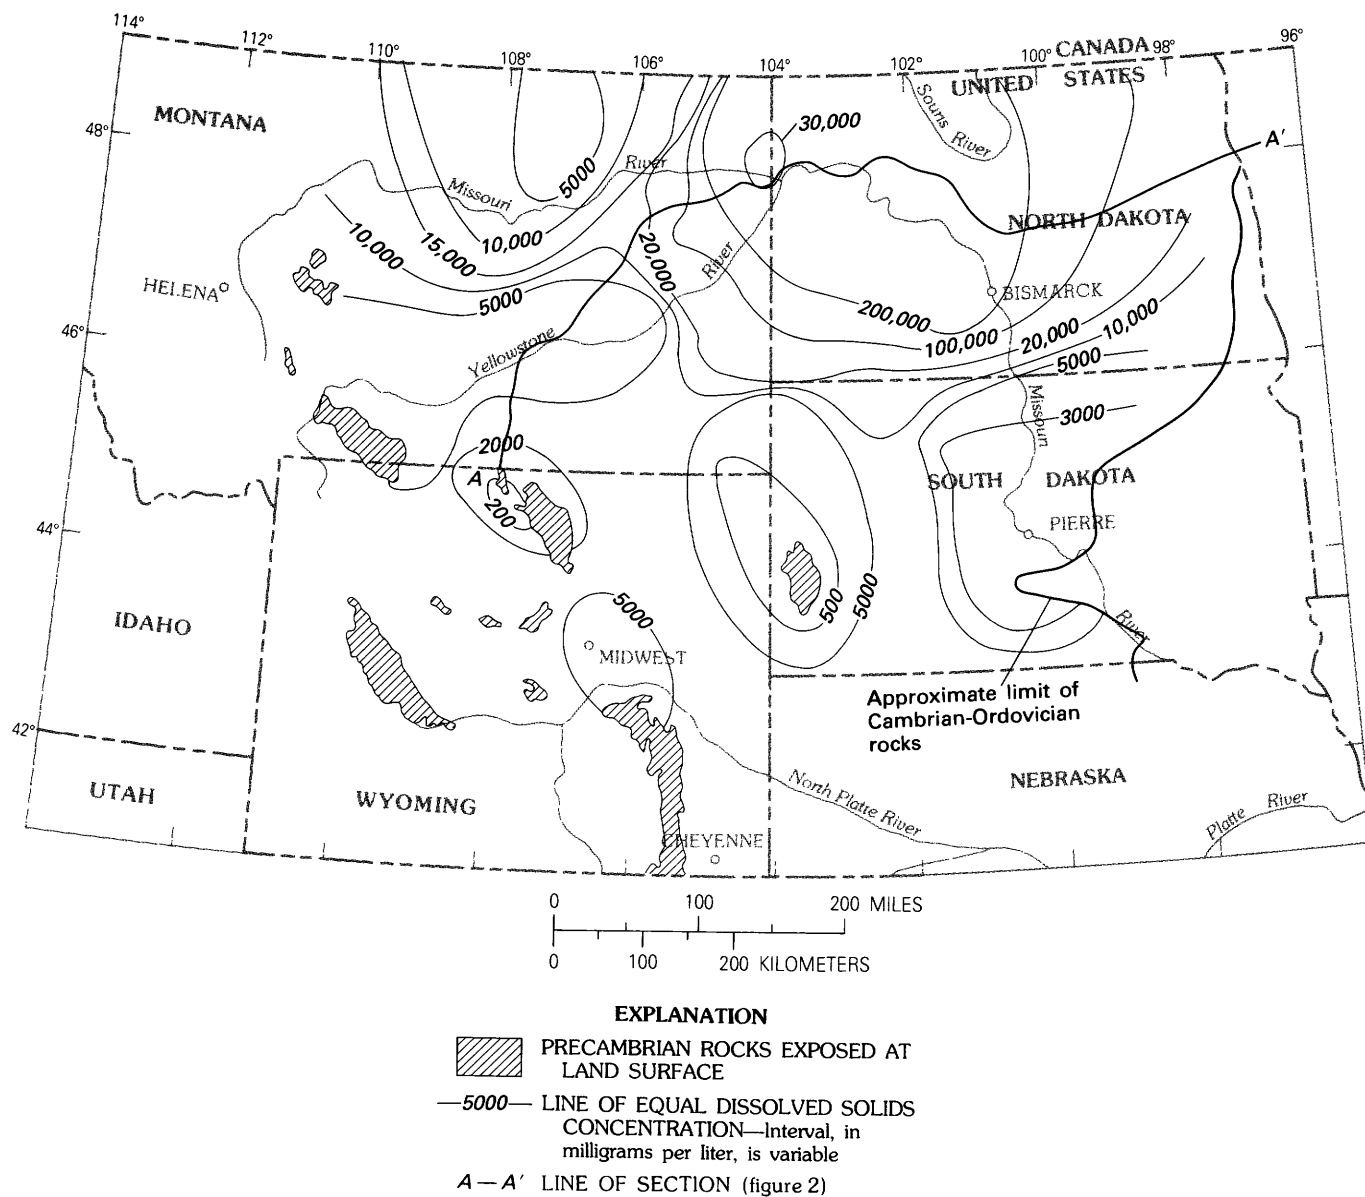 114°
112°
110°
108°
106°
104°
102°
100°
CANADA
98°
96°
UNITED STATES
MONTANA
48°
30,000
Souris
River
A'
5000
River
Missouri
10,000
15,000
10,000
20,000
River
NORTH DAKOTA
HELENA
5000
BISMARCK
200,000
100,000
20,000
10,000
5000
46°
Yellowstone
Missouri
3000
2000
A
200
SOUTH DAKOTA
PIERRE
44°
500
5000
5000
IDAHO
MIDWEST
River
Approximate limit of
Cambrian-Ordovician
rocks
42°
UTAH
WYOMING
North Platte River
NEBRASKA
Platte River
CHEYENNE
0 100 200 MILES
0 100 200 KILOMETERS
EXPLANATION
PRECAMBRIAN ROCKS EXPOSED AT
LAND SURFACE
—5000— LINE OF EQUAL DISSOLVED SOLIDS
CONCENTRATION—Interval, in
milligrams per liter, is variable
A—A' LINE OF SECTION (figure 2)